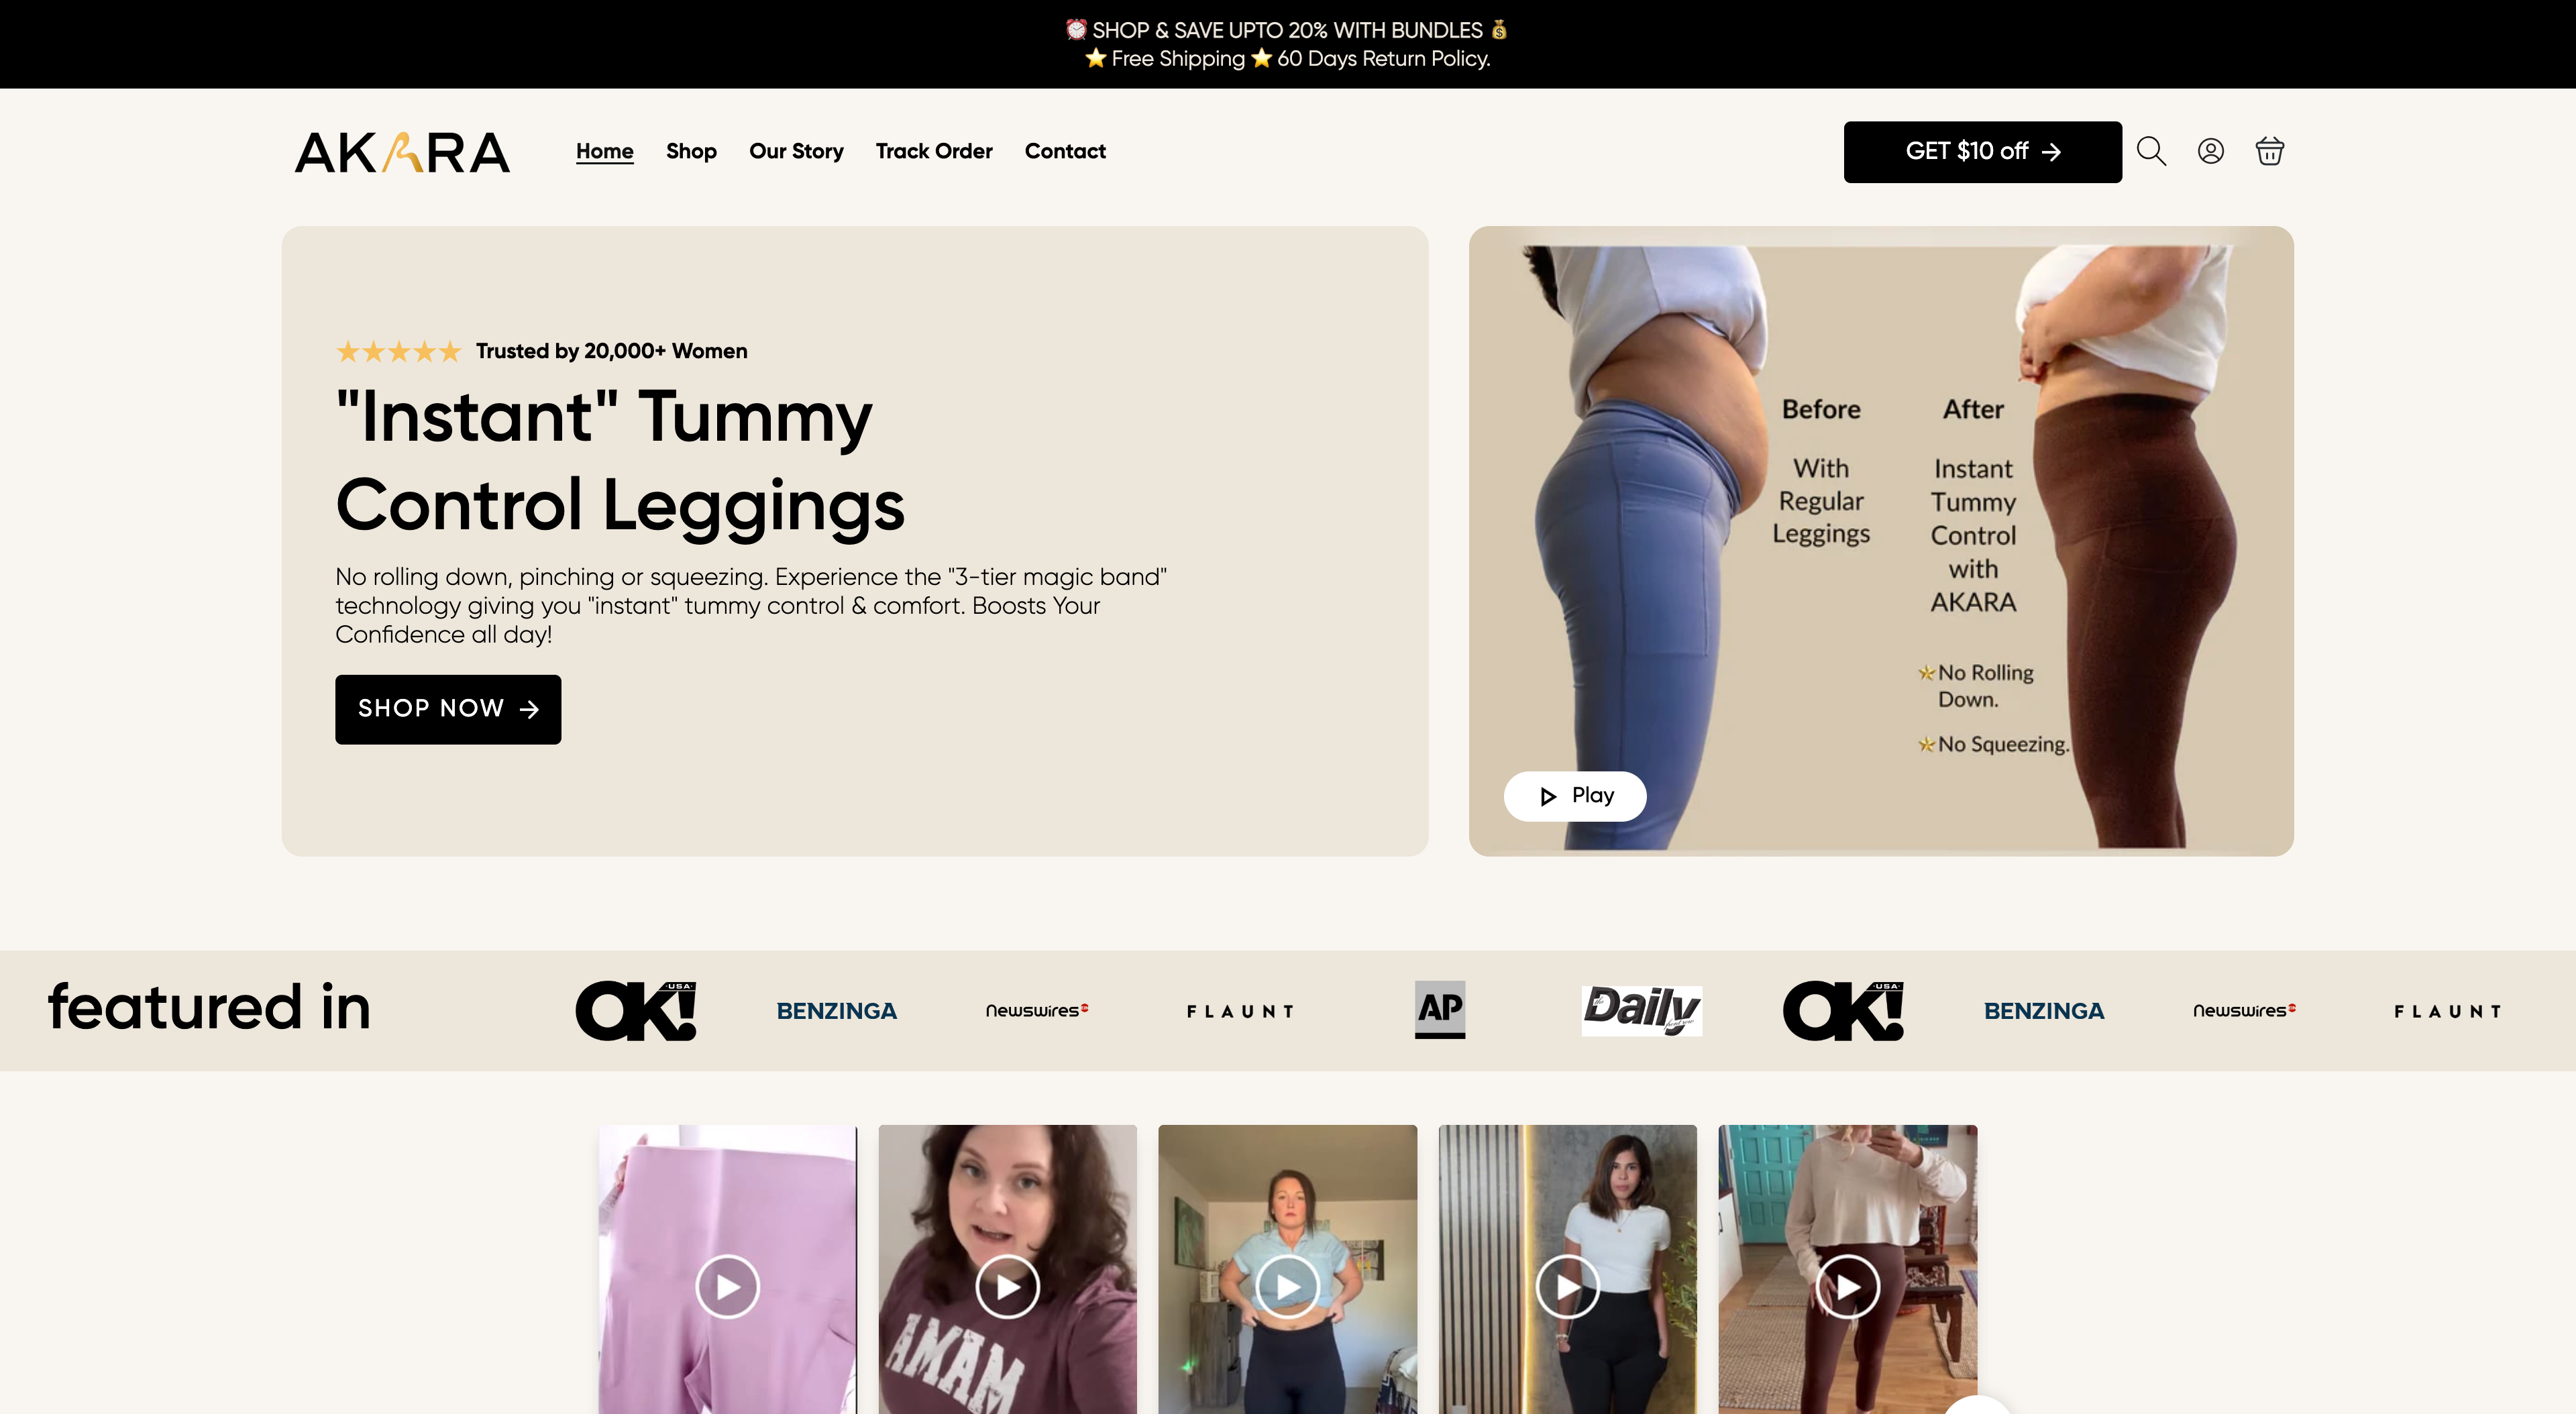 ⏰ SHOP & SAVE UPTO 20% WITH BUNDLES 💰
⭐ Free Shipping ⭐ 60 Days Return Policy.
AKARA
Home
Shop
Our Story
Track Order
Contact
GET $10 off →
★★★★★ Trusted by 20,000+ Women
"Instant" Tummy
Control Leggings
No rolling down, pinching or squeezing. Experience the "3-tier magic band"
technology giving you "instant" tummy control & comfort. Boosts Your
Confidence all day!
SHOP NOW →
Before
With
Regular
Leggings
After
Instant
Tummy
Control
with
AKARA
No Rolling
Down.
No Squeezing.
Play
featured in
OK! USA
BENZINGA
Newswires
FLAUNT
AP
the Daily
OK! USA
BENZINGA
Newswires
FLAUNT
AMAM